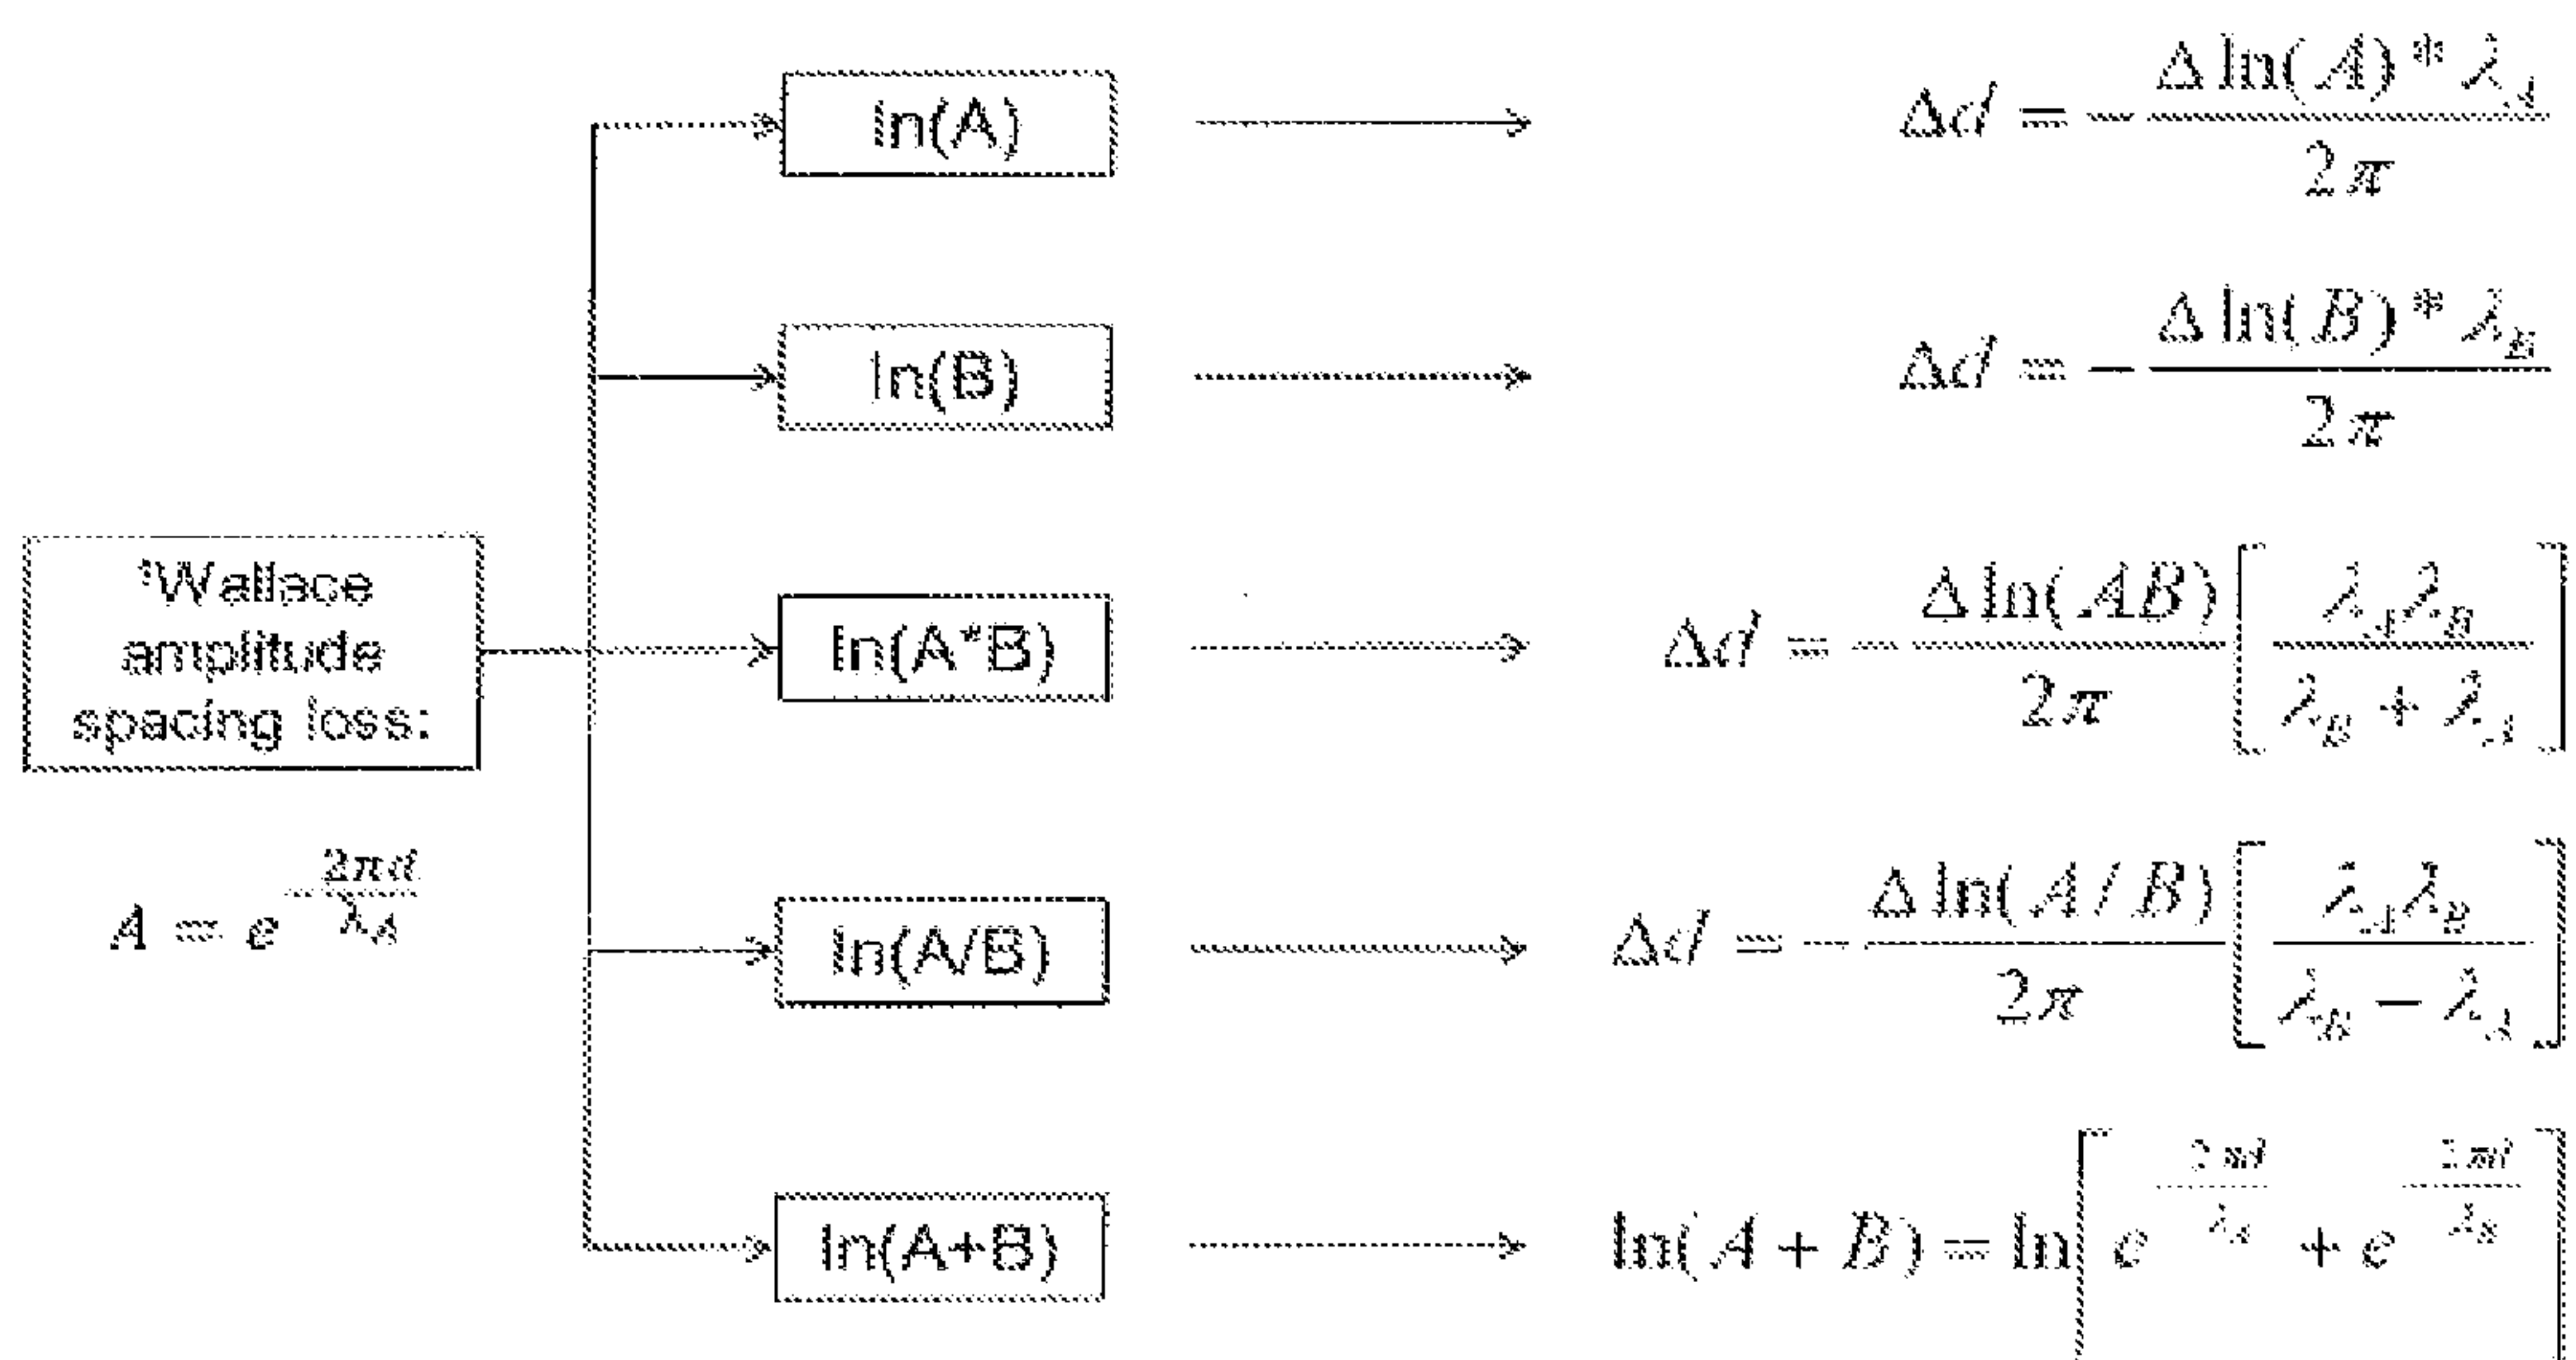 ln(A)
Δd = -Δln(A)*λ_A / 2π
ln(B)
Δd = -Δln(B)*λ_B / 2π
¹Wallace
amplitude
spacing loss:
A = e^(-2πd/λ_A)
ln(A*B)
Δd = -Δln(AB) / 2π [λ_Aλ_B / λ_B + λ_A]
ln(A/B)
Δd = -Δln(A/B) / 2π [λ_Aλ_B / λ_B - λ_A]
ln(A+B)
ln(A + B) = ln[e^(-2πd/λ_A) + e^(-2πd/λ_B)]